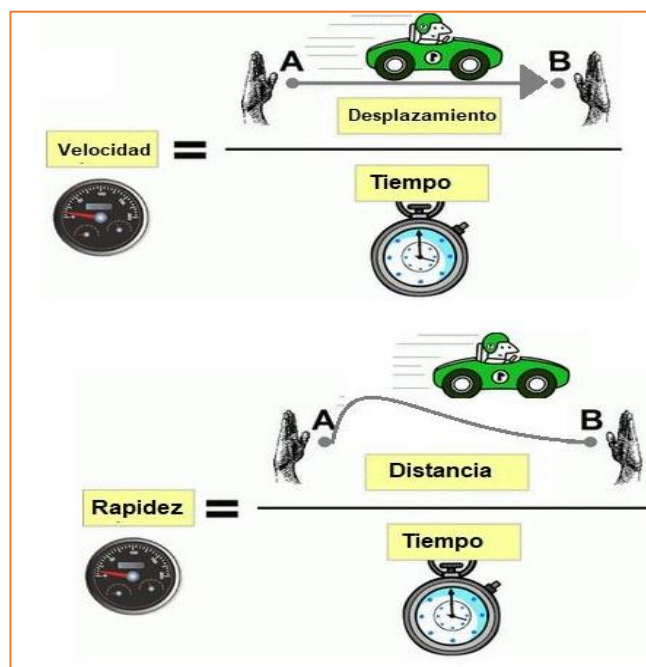 A B
Desplazamiento
Velocidad =
Tiempo
A B
Distancia
Rapidez =
Tiempo